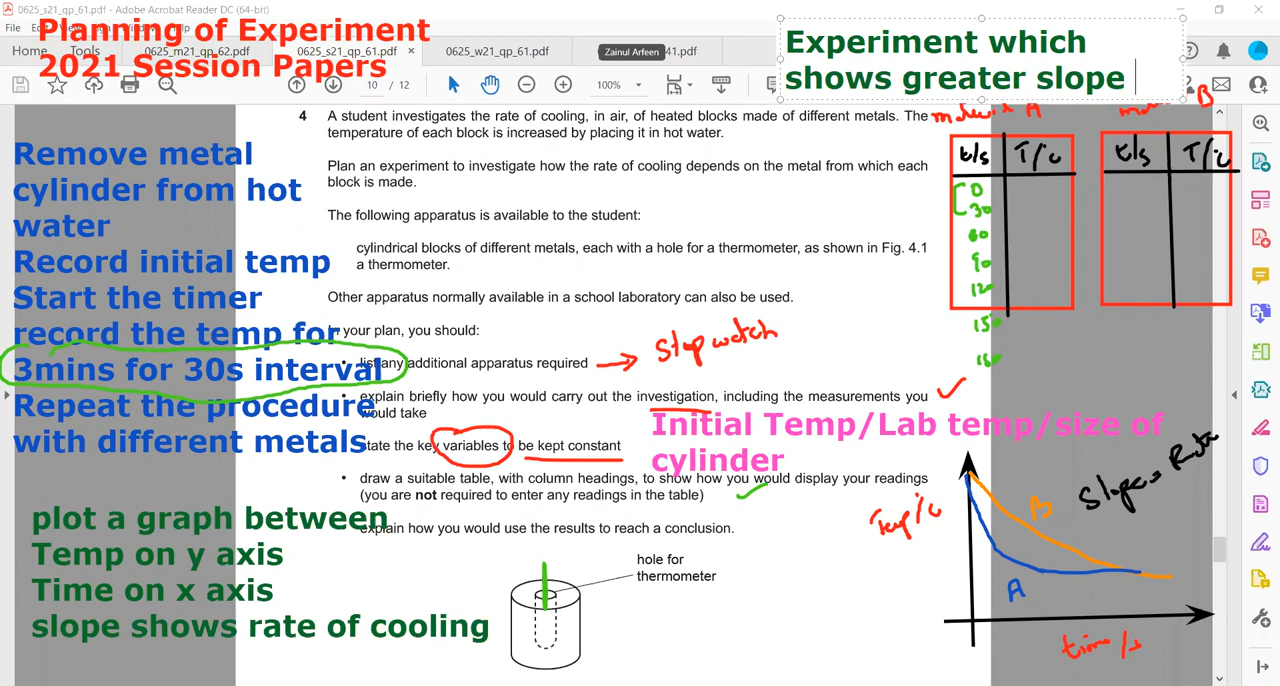 0625_s21_qp_61.pdf - Adobe Acrobat Reader DC (64-bit)
File
Planning of Experiment
2021 Session Papers
Home
Tools
0625_m21_qp_62.pdf
0625_s21_qp_61.pdf ×
0625_w21_qp_61.pdf
Zainul Arfeen
41.pdf
10 / 12
100%
Experiment which
shows greater slope
A
B
4 A student investigates the rate of cooling, in air, of heated blocks made of different metals. The
temperature of each block is increased by placing it in hot water.
Plan an experiment to investigate how the rate of cooling depends on the metal from which each
block is made.
The following apparatus is available to the student:
cylindrical blocks of different metals, each with a hole for a thermometer, as shown in Fig. 4.1
a thermometer.
Other apparatus normally available in a school laboratory can also be used.
your plan, you should:
• list any additional apparatus required
Stop watch
• explain briefly how you would carry out the investigation, including the measurements you
would take
state the key variables to be kept constant
• draw a suitable table, with column headings, to show how you would display your readings
(you are not required to enter any readings in the table)
explain how you would use the results to reach a conclusion.
hole for
thermometer
Remove metal
cylinder from hot
water
Record initial temp
Start the timer
record the temp for
3mins for 30s interval
Repeat the procedure
with different metals
plot a graph between
Temp on y axis
Time on x axis
slope shows rate of cooling
Initial Temp/Lab temp/size of
cylinder
t/s T/°c
0
30
60
90
120
150
t/s T/°c
Temp/°c
Slope = Rate
B
A
time/s